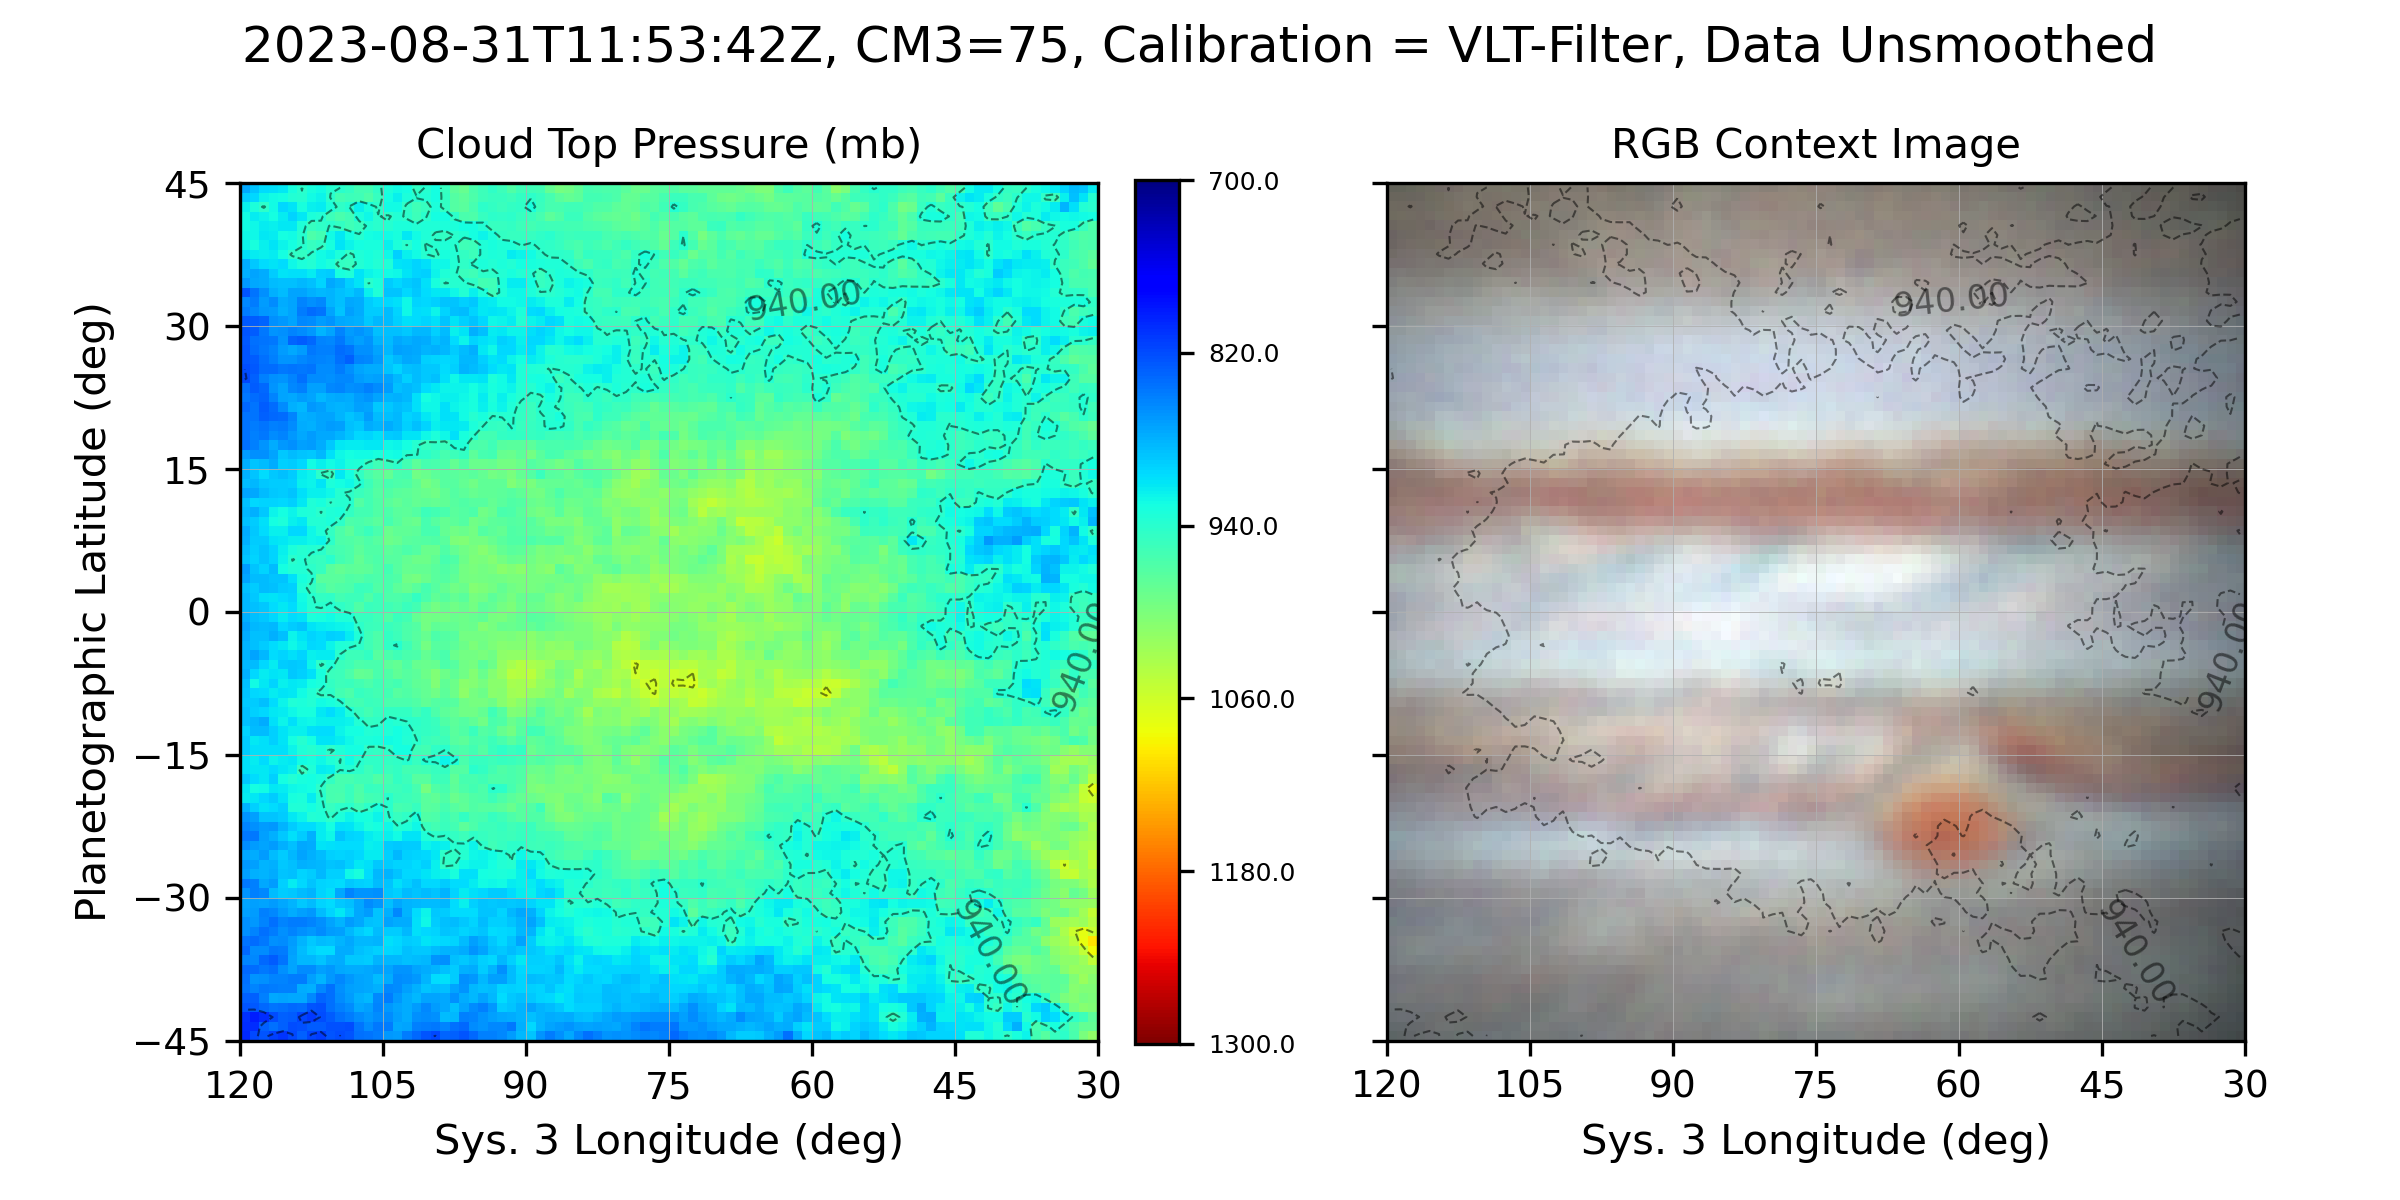 2023-08-31T11:53:42Z, CM3=75, Calibration = VLT-Filter, Data Unsmoothed
Cloud Top Pressure (mb)
45
30
15
0
−15
−30
−45
Planetographic Latitude (deg)
940.00
940.00
940.00
120 105 90 75 60 45 30
Sys. 3 Longitude (deg)
700.0
820.0
940.0
1060.0
1180.0
1300.0
RGB Context Image
940.00
940.00
940.00
120 105 90 75 60 45 30
Sys. 3 Longitude (deg)